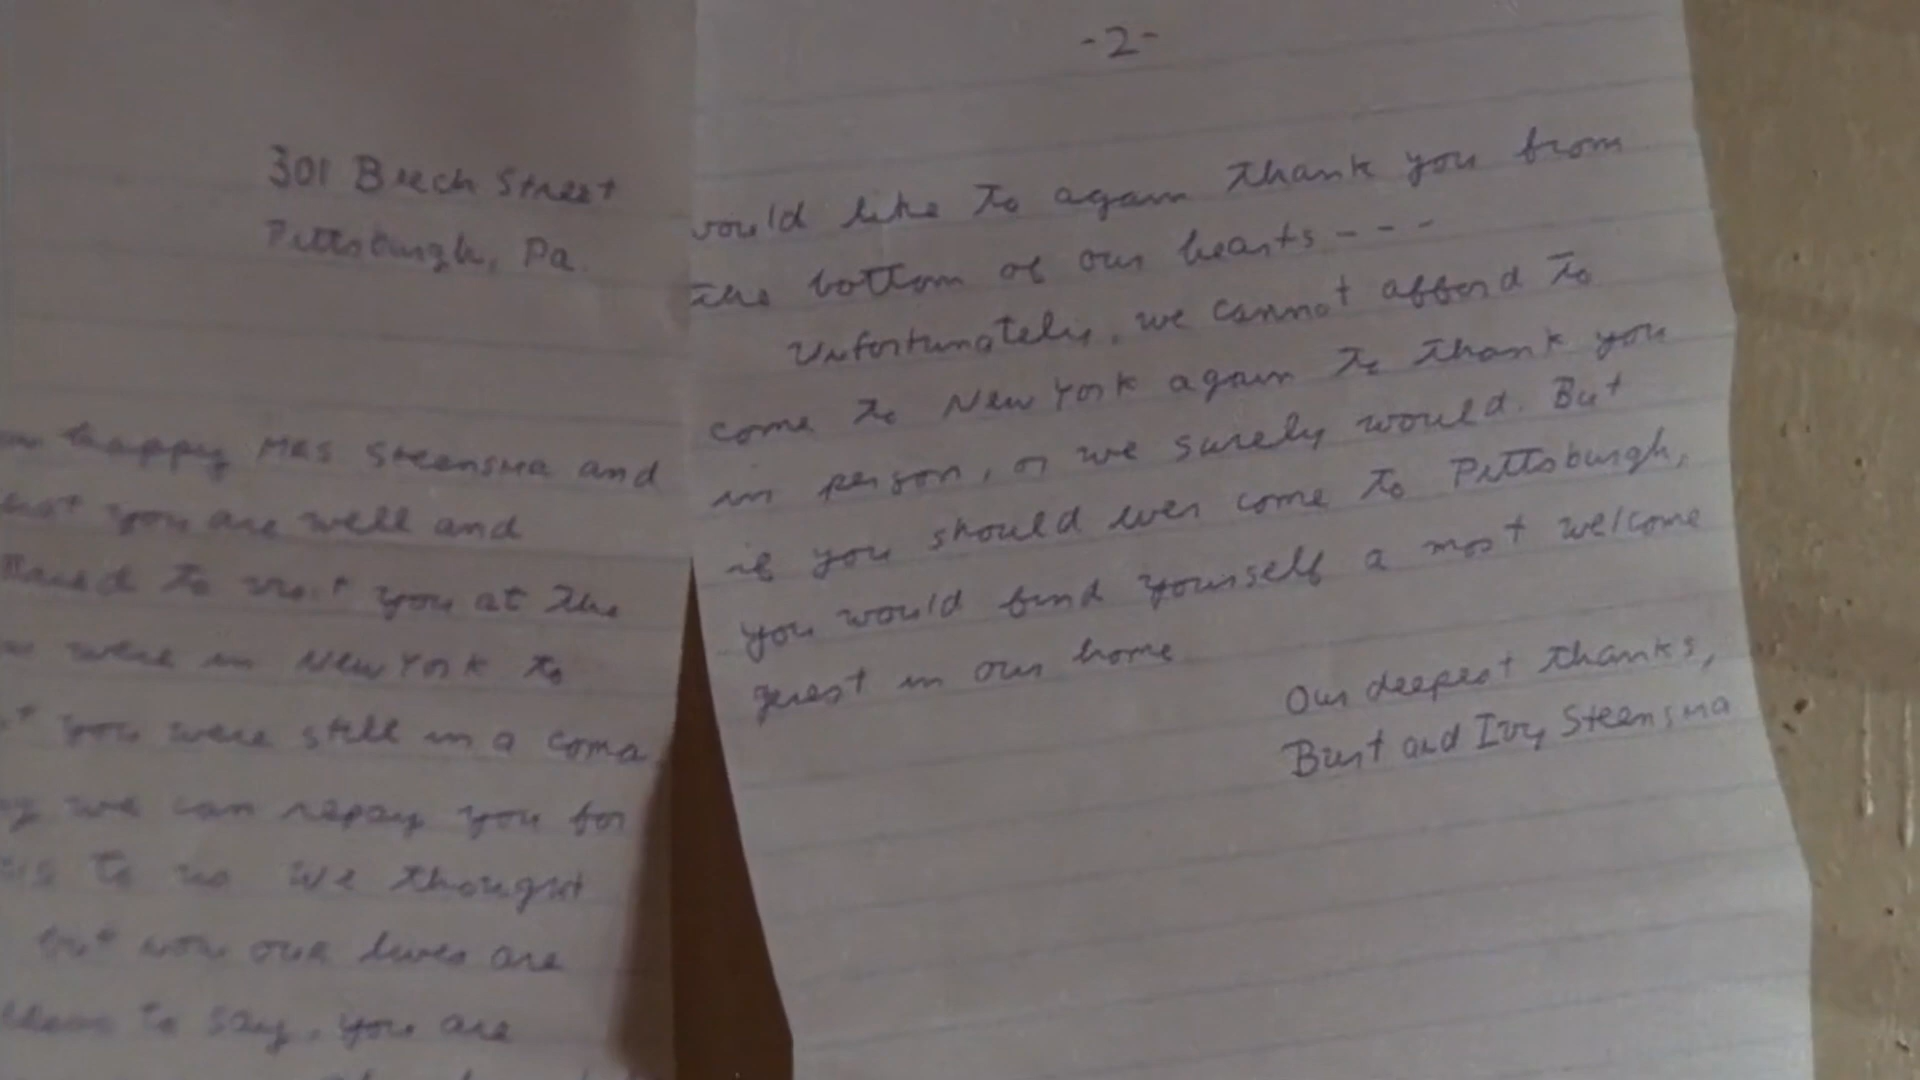 301 Beech Street
Pittsburgh, Pa.
happy Mrs Steensma and
you are well and
to visit you at the
were in New York to
you were still in a coma
we can repay you for
to us we thought
but now our lives are
to say, you are
-2-
would like to again thank you from
the bottom of our hearts - - -
Unfortunately, we cannot afford to
come to New York again to thank you
in person, or we surely would. But
if you should ever come to Pittsburgh,
you would find yourself a most welcome
guest in our home
Our deepest thanks,
Burt and Ivy Steensma